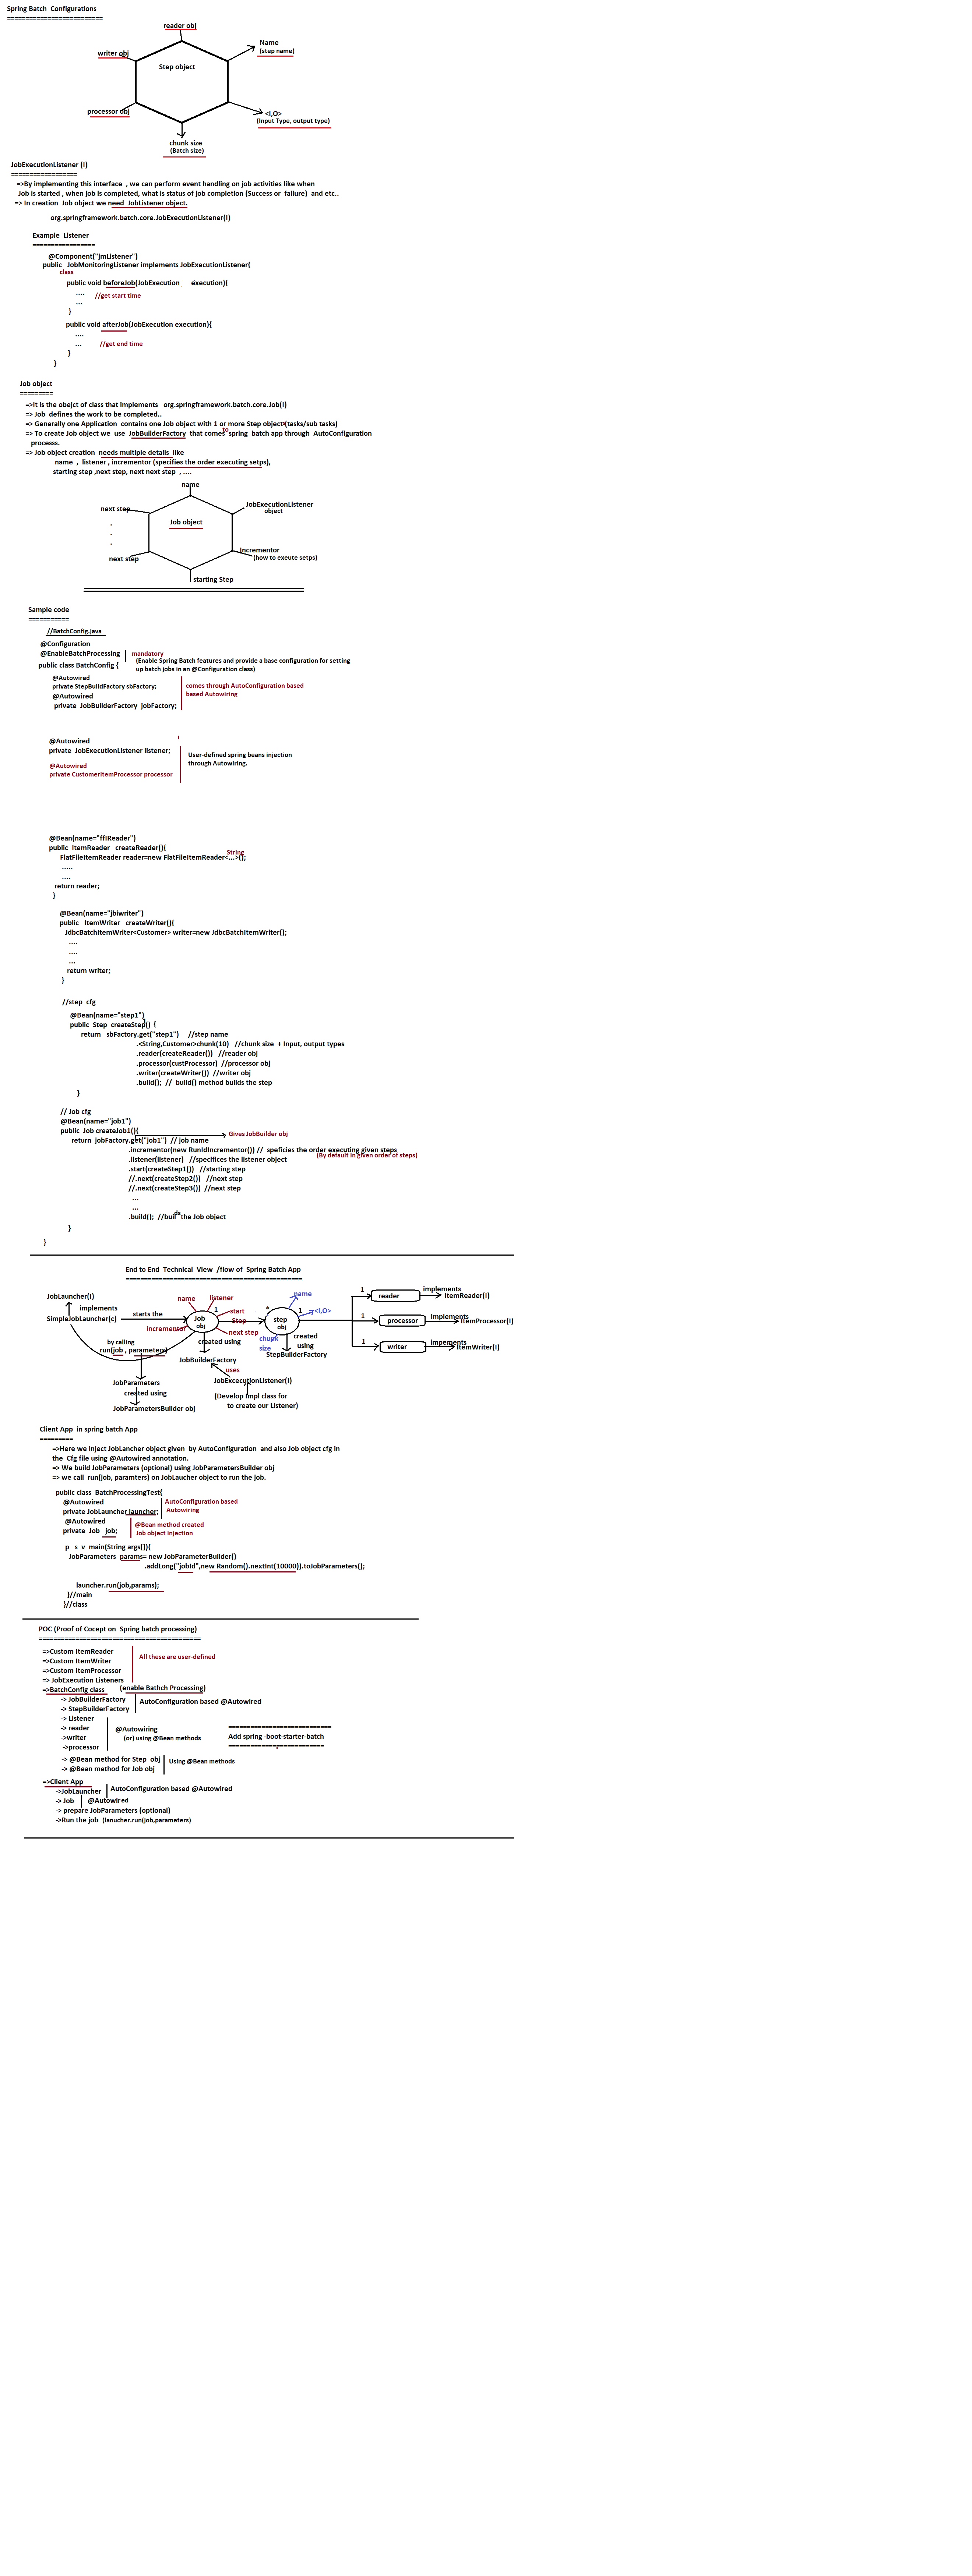 Spring Batch Configurations
==========================
reader obj
Name
(step name)
writer obj
Step object
processor obj
<I,O>
(Input Type, output type)
chunk size
(Batch size)
JobExecutionListener (I)
==================
=>By implementing this interface , we can perform event handling on job activities like when
Job is started , when job is completed, what is status of job completion (Success or failure) and etc..
=> In creation Job object we need JobListener object.
org.springframework.batch.core.JobExecutionListener(I)
Example Listener
=================
@Component("jmListener")
public JobMonitoringListener implements JobExecutionListener{
class
public void beforeJob(JobExecution execution){
.... //get start time
...
}
public void afterJob(JobExecution execution){
....
... //get end time
}
}
Job object
=========
=>It is the obejct of class that implements org.springframework.batch.core.Job(I)
=> Job defines the work to be completed..
=> Generally one Application contains one Job object with 1 or more Step objects(tasks/sub tasks)
=> To create Job object we use JobBuilderFactory that comes to spring batch app through AutoConfiguration
processs.
=> Job object creation needs multiple details like
name , listener , incrementor (specifies the order executing setps),
starting step ,next step, next next step , ....
name
next step
JobExecutionListener
object
.
.
.
Job object
next step
Incrementor
(how to exeute setps)
starting Step
Sample code
===========
//BatchConfig.java
@Configuration
@EnableBatchProcessing mandatory
(Enable Spring Batch features and provide a base configuration for setting
public class BatchConfig {
up batch jobs in an @Configuration class)
@Autowired
private StepBuildFactory sbFactory;
comes through AutoConfiguration based
based Autowiring
@Autowired
private JobBuilderFactory jobFactory;
@Autowired
private JobExecutionListener listener;
User-defined spring beans injection
through Autowiring.
@Autowired
private CustomerItemProcessor processor
@Bean(name="ffIReader")
public ItemReader createReader(){
String
FlatFileItemReader reader=new FlatFileItemReader<...>();
.....
....
return reader;
}
@Bean(name="jbiwriter")
public ItemWriter createWriter(){
JdbcBatchItemWriter<Customer> writer=new JdbcBatchItemWriter();
....
....
...
return writer;
}
//step cfg
@Bean(name="step1")
public Step createStep1() {
return sbFactory.get("step1") //step name
.<String,Customer>chunk(10) //chunk size + Input, output types
.reader(createReader()) //reader obj
.processor(custProcessor) //processor obj
.writer(createWriter()) //writer obj
.build(); // build() method builds the step
}
// Job cfg
@Bean(name="job1")
public Job createJob1(){
Gives JobBuilder obj
return jobFactory.get("job1") // job name
.incrementor(new RunIdIncrementor()) // speficies the order executing given steps
(By default in given order of steps)
.listener(listener) //specifices the listener object
.start(createStep1()) //starting step
//.next(createStep2()) //next step
//.next(createStep3()) //next step
...
...
.build(); //builds the Job object
}
}
End to End Technical View /flow of Spring Batch App
================================================
JobLauncher(I)
implements
SimpleJobLauncher(c)
starts the
name
listener
1
Job
obj
start
Step
incrementor
next step
*
step
obj
name
1
<I,O>
chunk
size
created
using
StepBuilderFactory
1
reader
implements
ItemReader(I)
1
processor
implements
ItemProcessor(I)
1
writer
impements
ItemWriter(I)
by calling
run(job , parameters)
created using
JobBuilderFactory
uses
JobExcecutionListener(I)
(Develop Impl class for
to create our Listener)
JobParameters
created using
JobParametersBuilder obj
Client App in spring batch App
=========
=>Here we inject JobLancher object given by AutoConfiguration and also Job object cfg in
the Cfg file using @Autowired annotation.
=> We build JobParameters (optional) using JobParametersBuilder obj
=> we call run(job, paramters) on JobLaucher object to run the job.
public class BatchProcessingTest{
@Autowired
private JobLauncher launcher;
AutoConfiguration based
Autowiring
@Autowired
private Job job;
@Bean method created
Job object injection
p s v main(String args[]){
JobParameters params= new JobParameterBuilder()
.addLong("jobId",new Random().nextInt(10000)).toJobParameters();
launcher.run(job,params);
}//main
}//class
POC (Proof of Cocept on Spring batch processing)
============================================
=>Custom ItemReader
=>Custom ItemWriter
All these are user-defined
=>Custom ItemProcessor
=> JobExecution Listeners
=>BatchConfig class (enable Bathch Processing)
-> JobBuilderFactory
-> StepBuilderFactory
AutoConfiguration based @Autowired
-> Listener
-> reader
->writer
->processor
@Autowiring
(or) using @Bean methods
============================
Add spring -boot-starter-batch
==========================
-> @Bean method for Step obj
-> @Bean method for Job obj
Using @Bean methods
=>Client App
->JobLauncher
AutoConfiguration based @Autowired
-> Job @Autowired
-> prepare JobParameters (optional)
->Run the job (lanucher.run(job,parameters)